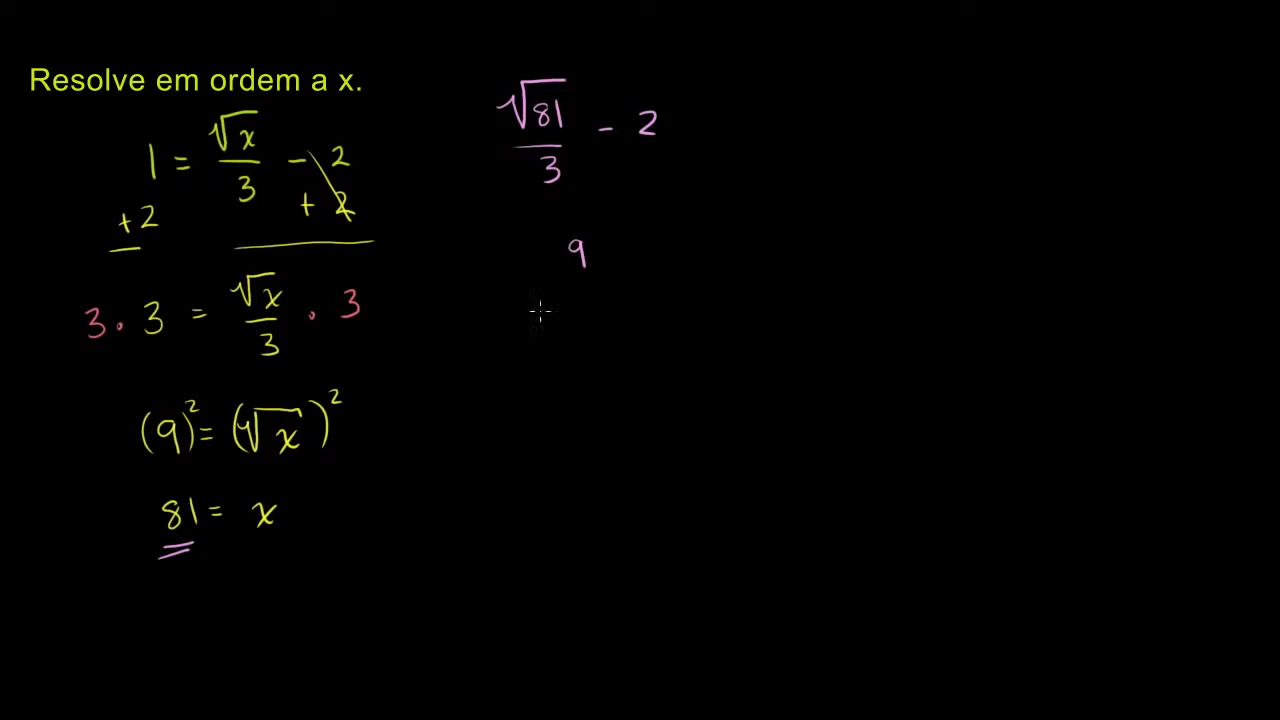 Resolve em ordem a x.
1 = √x/3 - 2
+2 + 2
3 · 3 = √x/3 · 3
(9)² = (√x)²
81 = x
√81/3 - 2
9